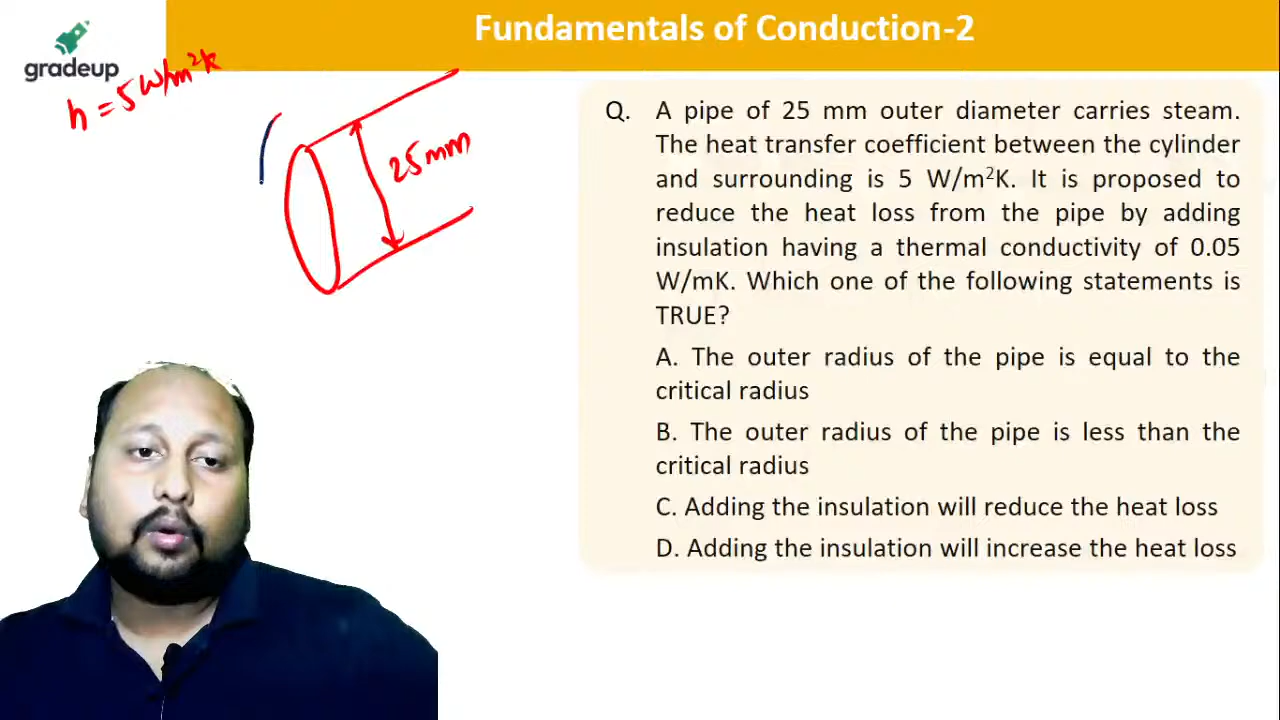 Fundamentals of Conduction-2
gradeup
h = 5 W/m²K
25 mm
Q. A pipe of 25 mm outer diameter carries steam.
The heat transfer coefficient between the cylinder
and surrounding is 5 W/m²K. It is proposed to
reduce the heat loss from the pipe by adding
insulation having a thermal conductivity of 0.05
W/mK. Which one of the following statements is
TRUE?
A. The outer radius of the pipe is equal to the
critical radius
B. The outer radius of the pipe is less than the
critical radius
C. Adding the insulation will reduce the heat loss
D. Adding the insulation will increase the heat loss